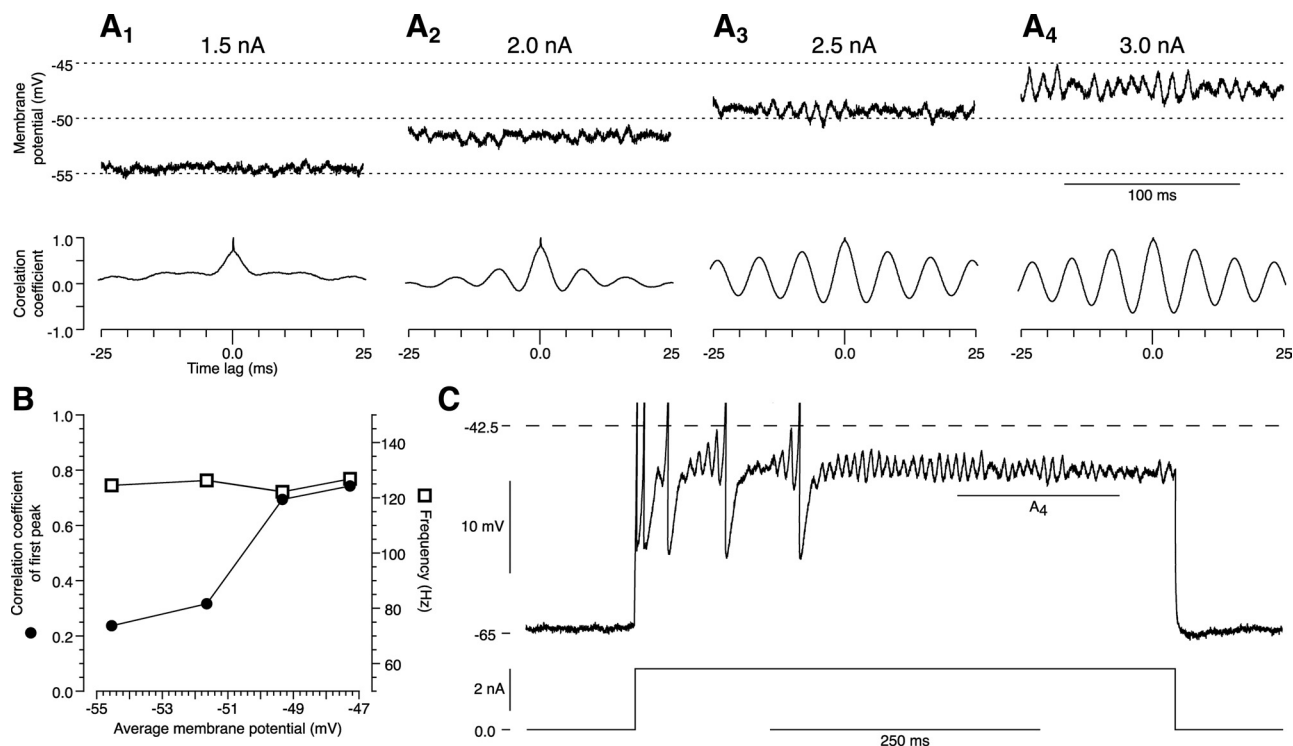 A1 A2 A3 A4
1.5 nA 2.0 nA 2.5 nA 3.0 nA
Membrane
potential (mV)
-45
-50
-55
100 ms
Corelation
coefficient
1.0
0.0
-1.0
-25 0.0 25 -25 0.0 25 -25 0.0 25 -25 0.0 25
Time lag (ms)
B
Correlation coefficient
of first peak
1.0
0.8
0.6
0.4
0.2
0.0
140
120
100
80
60
Frequency (Hz)
-55 -53 -51 -49 -47
Average membrane potential (mV)
C
-42.5
10 mV
A4
-65
2 nA
0.0
250 ms